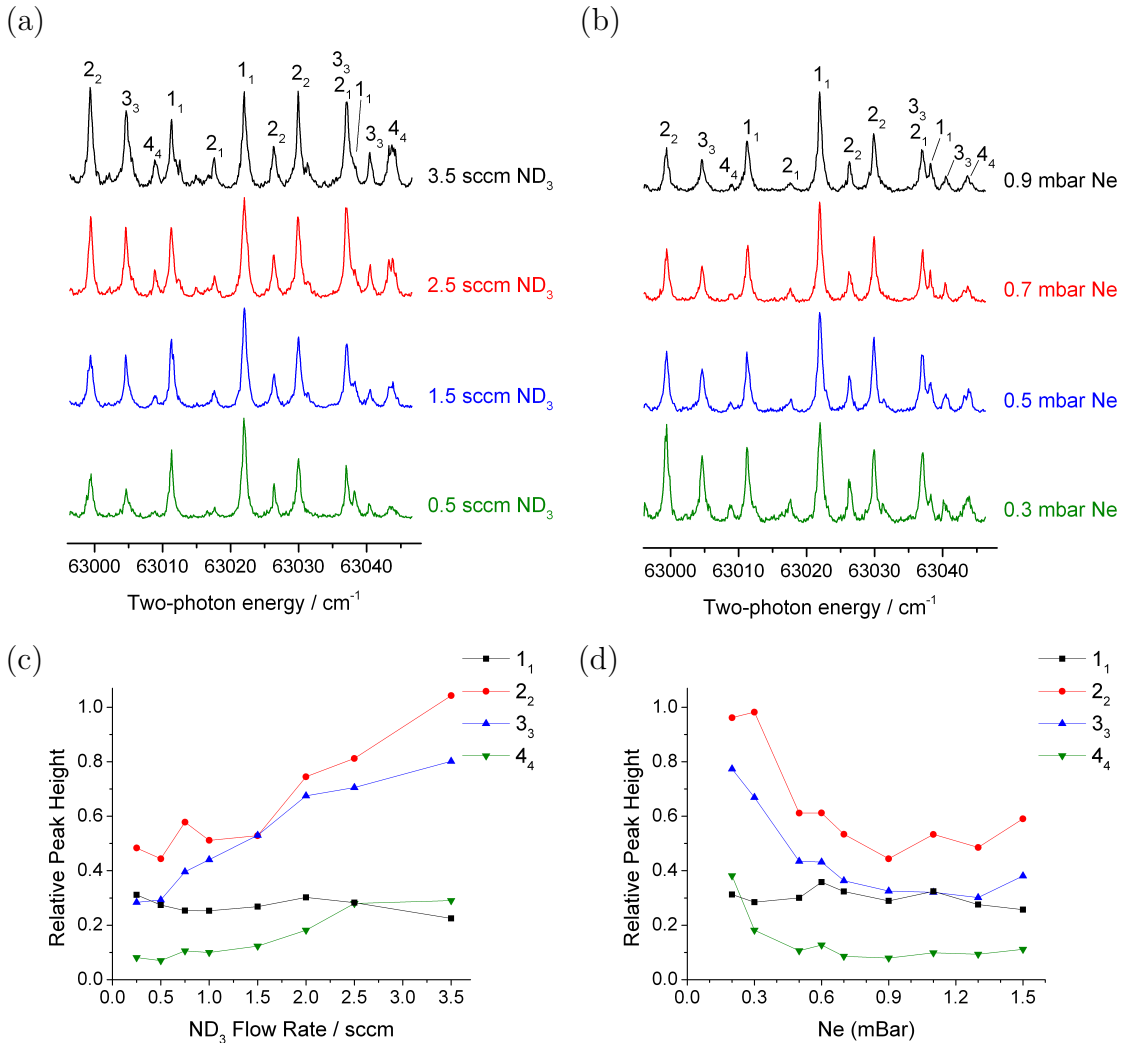 (a)
2₂ 3₃ 4₄ 1₁ 2₁ 1₁ 2₂ 2₂ 3₃ 2₁ 1₁ 3₃ 4₄
3.5 sccm ND₃
2.5 sccm ND₃
1.5 sccm ND₃
0.5 sccm ND₃
63000 63010 63020 63030 63040
Two-photon energy / cm⁻¹
(b)
2₂ 3₃ 4₄ 1₁ 2₁ 1₁ 2₂ 2₂ 3₃ 2₁ 1₁ 3₃ 4₄
0.9 mbar Ne
0.7 mbar Ne
0.5 mbar Ne
0.3 mbar Ne
63000 63010 63020 63030 63040
Two-photon energy / cm⁻¹
(c)
1₁
2₂
3₃
4₄
Relative Peak Height
1.0
0.8
0.6
0.4
0.2
0.0
0.0 0.5 1.0 1.5 2.0 2.5 3.0 3.5
ND₃ Flow Rate / sccm
(d)
1₁
2₂
3₃
4₄
Relative Peak Height
1.0
0.8
0.6
0.4
0.2
0.0
0.0 0.3 0.6 0.9 1.2 1.5
Ne (mBar)